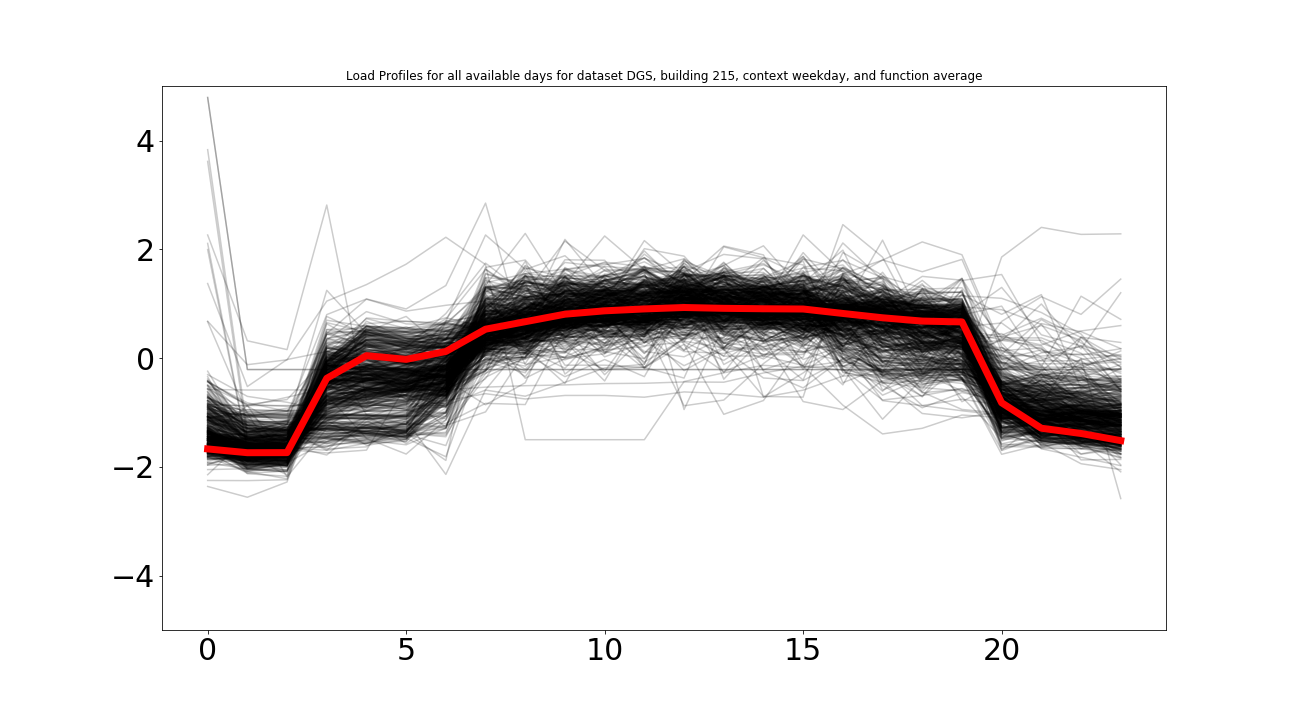 Load Profiles for all available days for dataset DGS, building 215, context weekday, and function average
4
2
0
−2
−4
0 5 10 15 20